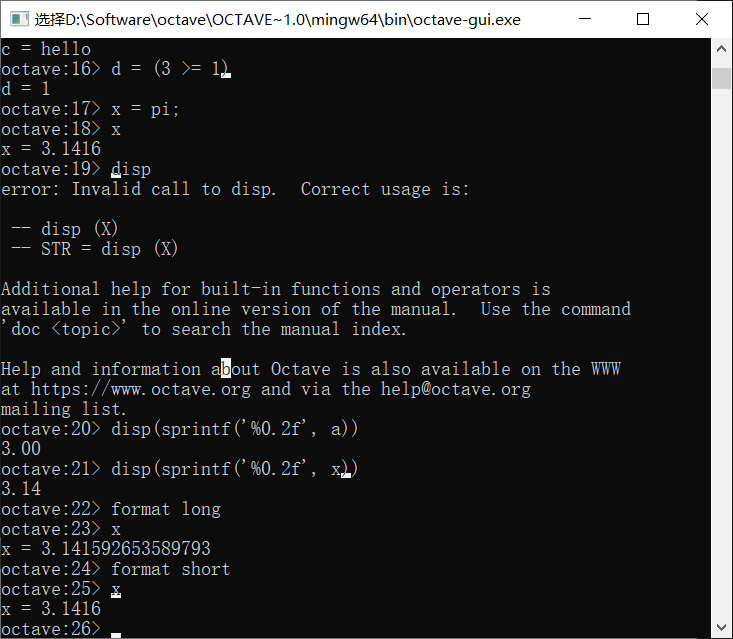 选择D:\Software\octave\OCTAVE~1.0\mingw64\bin\octave-gui.exe
c = hello
octave:16> d = (3 >= 1)
d = 1
octave:17> x = pi;
octave:18> x
x = 3.1416
octave:19> disp
error: Invalid call to disp.  Correct usage is:
 -- disp (X)
 -- STR = disp (X)
Additional help for built-in functions and operators is
available in the online version of the manual.  Use the command
'doc <topic>' to search the manual index.
Help and information about Octave is also available on the WWW
at https://www.octave.org and via the help@octave.org
mailing list.
octave:20> disp(sprintf('%0.2f', a))
3.00
octave:21> disp(sprintf('%0.2f', x))
3.14
octave:22> format long
octave:23> x
x = 3.141592653589793
octave:24> format short
octave:25> x
x = 3.1416
octave:26>